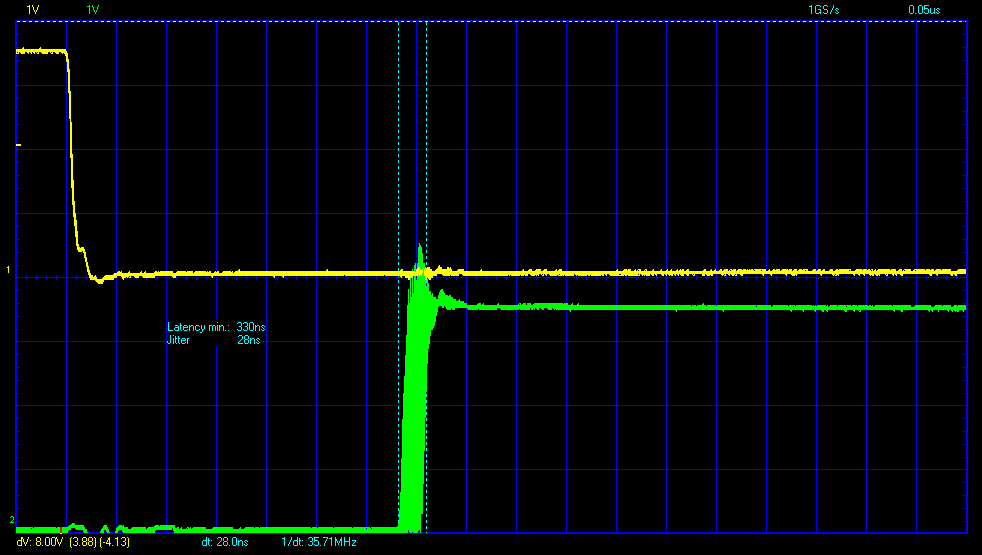 1V 1V 1GS/s 0.05us
1
Latency min.: 330ns
Jitter 28ns
2
dV: 8.00V (3.88) (-4.13) dt: 28.0ns 1/dt: 35.71MHz